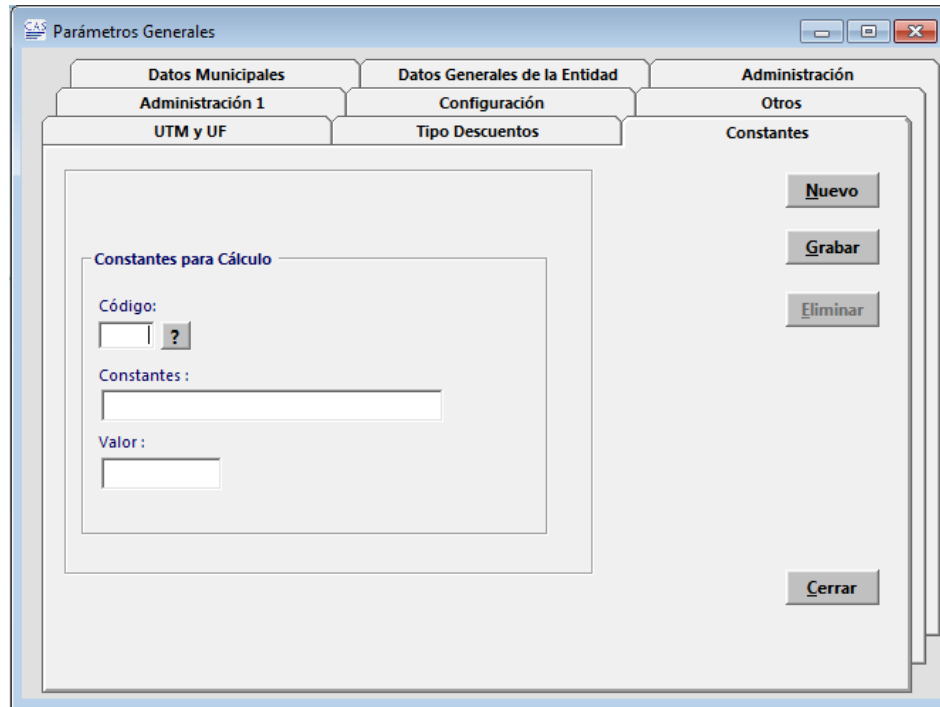 CAS Parámetros Generales
Datos Municipales Datos Generales de la Entidad Administración
Administración 1 Configuración Otros
UTM y UF Tipo Descuentos Constantes
Nuevo
Constantes para Cálculo
Grabar
Código:
Eliminar
?
Constantes :
Valor :
Cerrar